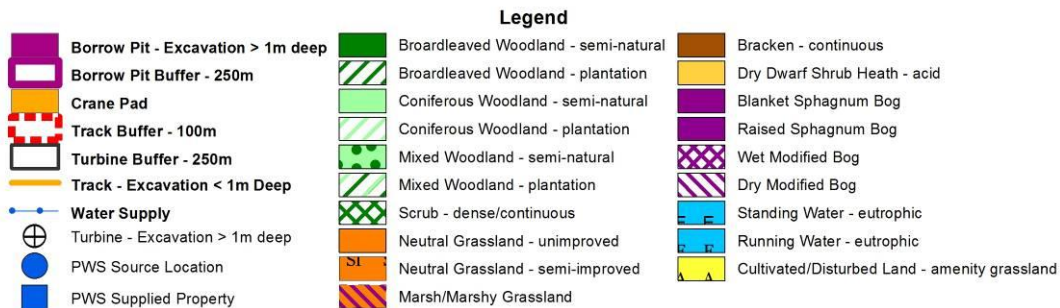 Legend
Borrow Pit - Excavation > 1m deep
Borrow Pit Buffer - 250m
Crane Pad
Track Buffer - 100m
Turbine Buffer - 250m
Track - Excavation < 1m Deep
Water Supply
Turbine - Excavation > 1m deep
PWS Source Location
PWS Supplied Property
Broardleaved Woodland - semi-natural
Broardleaved Woodland - plantation
Coniferous Woodland - semi-natural
Coniferous Woodland - plantation
Mixed Woodland - semi-natural
Mixed Woodland - plantation
Scrub - dense/continuous
Neutral Grassland - unimproved
SI Neutral Grassland - semi-improved
Marsh/Marshy Grassland
Bracken - continuous
Dry Dwarf Shrub Heath - acid
Blanket Sphagnum Bog
Raised Sphagnum Bog
Wet Modified Bog
Dry Modified Bog
Standing Water - eutrophic
Running Water - eutrophic
Cultivated/Disturbed Land - amenity grassland